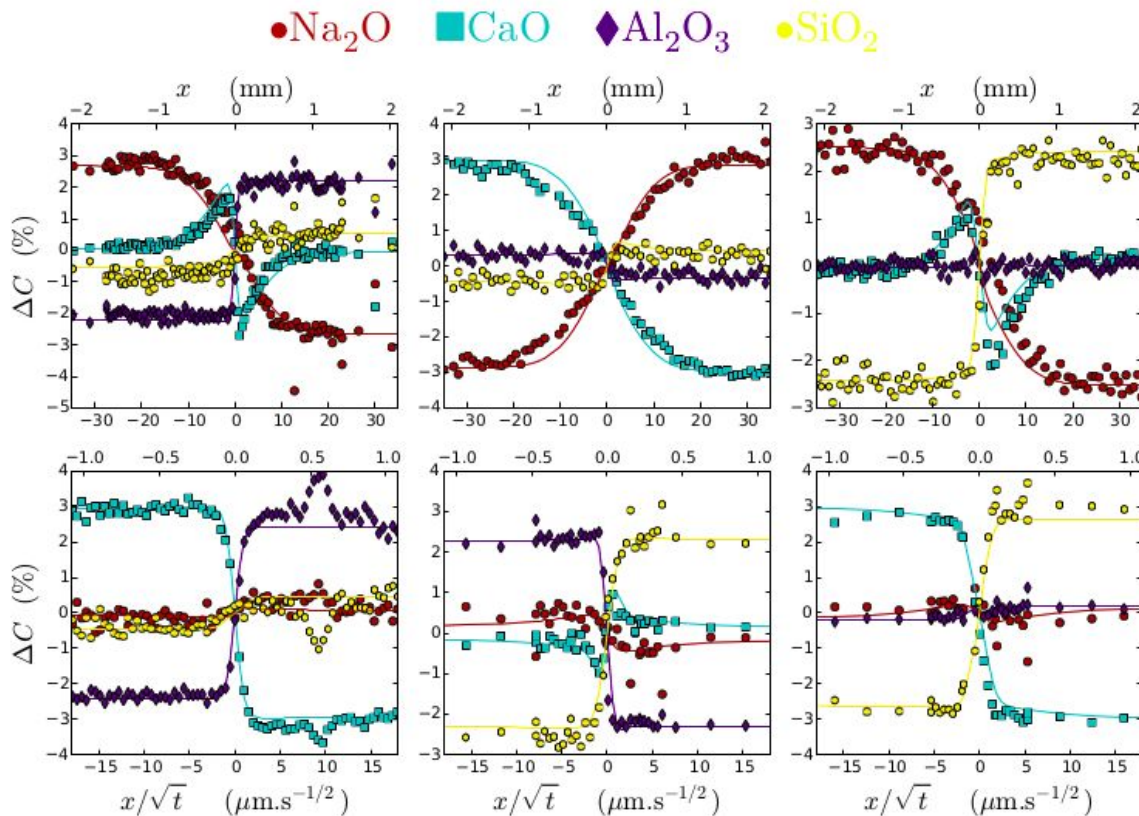 Na₂O CaO Al₂O₃ SiO₂
x (mm) x (mm) x (mm)
−2 −1 0 1 2 −2 −1 0 1 2 −2 −1 0 1 2
ΔC (%)
4 3 2 1 0 −1 −2 −3 −4 −5
4 3 2 1 0 −1 −2 −3 −4
3 2 1 0 −1 −2 −3
−30 −20 −10 0 10 20 30 −30 −20 −10 0 10 20 30 −30 −20 −10 0 10 20 30
−1.0 −0.5 0.0 0.5 1.0 −1.0 −0.5 0.0 0.5 1.0 −1.0 −0.5 0.0 0.5 1.0
ΔC (%)
4 3 2 1 0 −1 −2 −3 −4
4 3 2 1 0 −1 −2 −3
4 3 2 1 0 −1 −2 −3 −4
−15 −10 −5 0 5 10 15 −15 −10 −5 0 5 10 15 −15 −10 −5 0 5 10 15
x/√t (μm.s⁻¹/²) x/√t (μm.s⁻¹/²) x/√t (μm.s⁻¹/²)